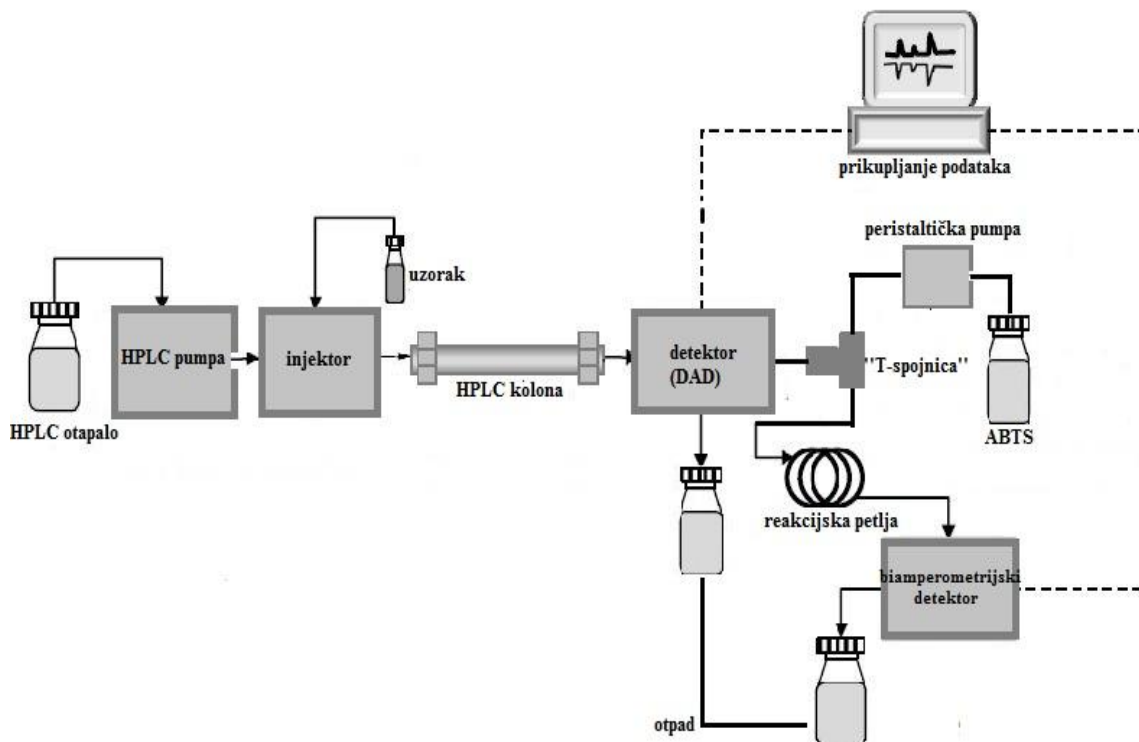 prikupljanje podataka
peristaltička pumpa
uzorak
HPLC pumpa
injektor
detektor
(DAD)
"T-spojnica"
HPLC kolona
HPLC otapalo
ABTS
reakcijska petlja
biamperometrijski
detektor
otpad